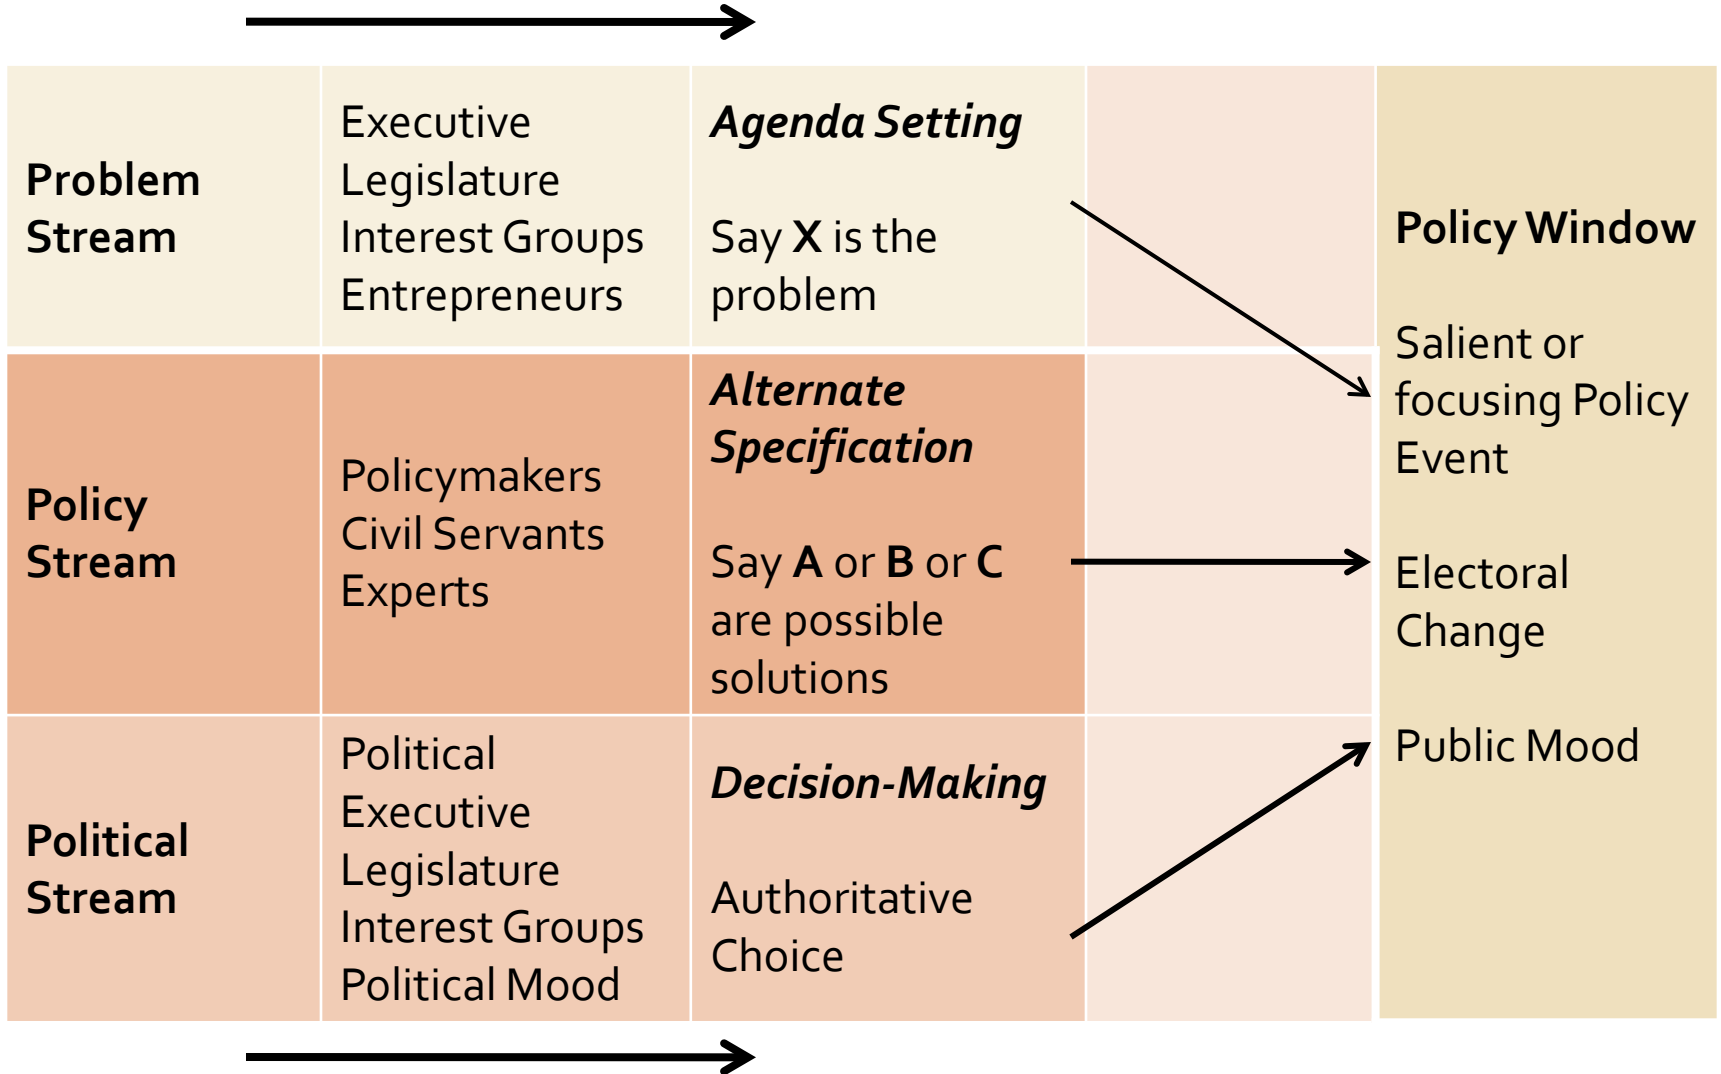 Problem
Stream
Executive
Legislature
Interest Groups
Entrepreneurs
Agenda Setting
Say X is the
problem
Policy
Stream
Policymakers
Civil Servants
Experts
Alternate
Specification
Say A or B or C
are possible
solutions
Political
Stream
Political
Executive
Legislature
Interest Groups
Political Mood
Decision-Making
Authoritative
Choice
Policy Window
Salient or
focusing Policy
Event
Electoral
Change
Public Mood